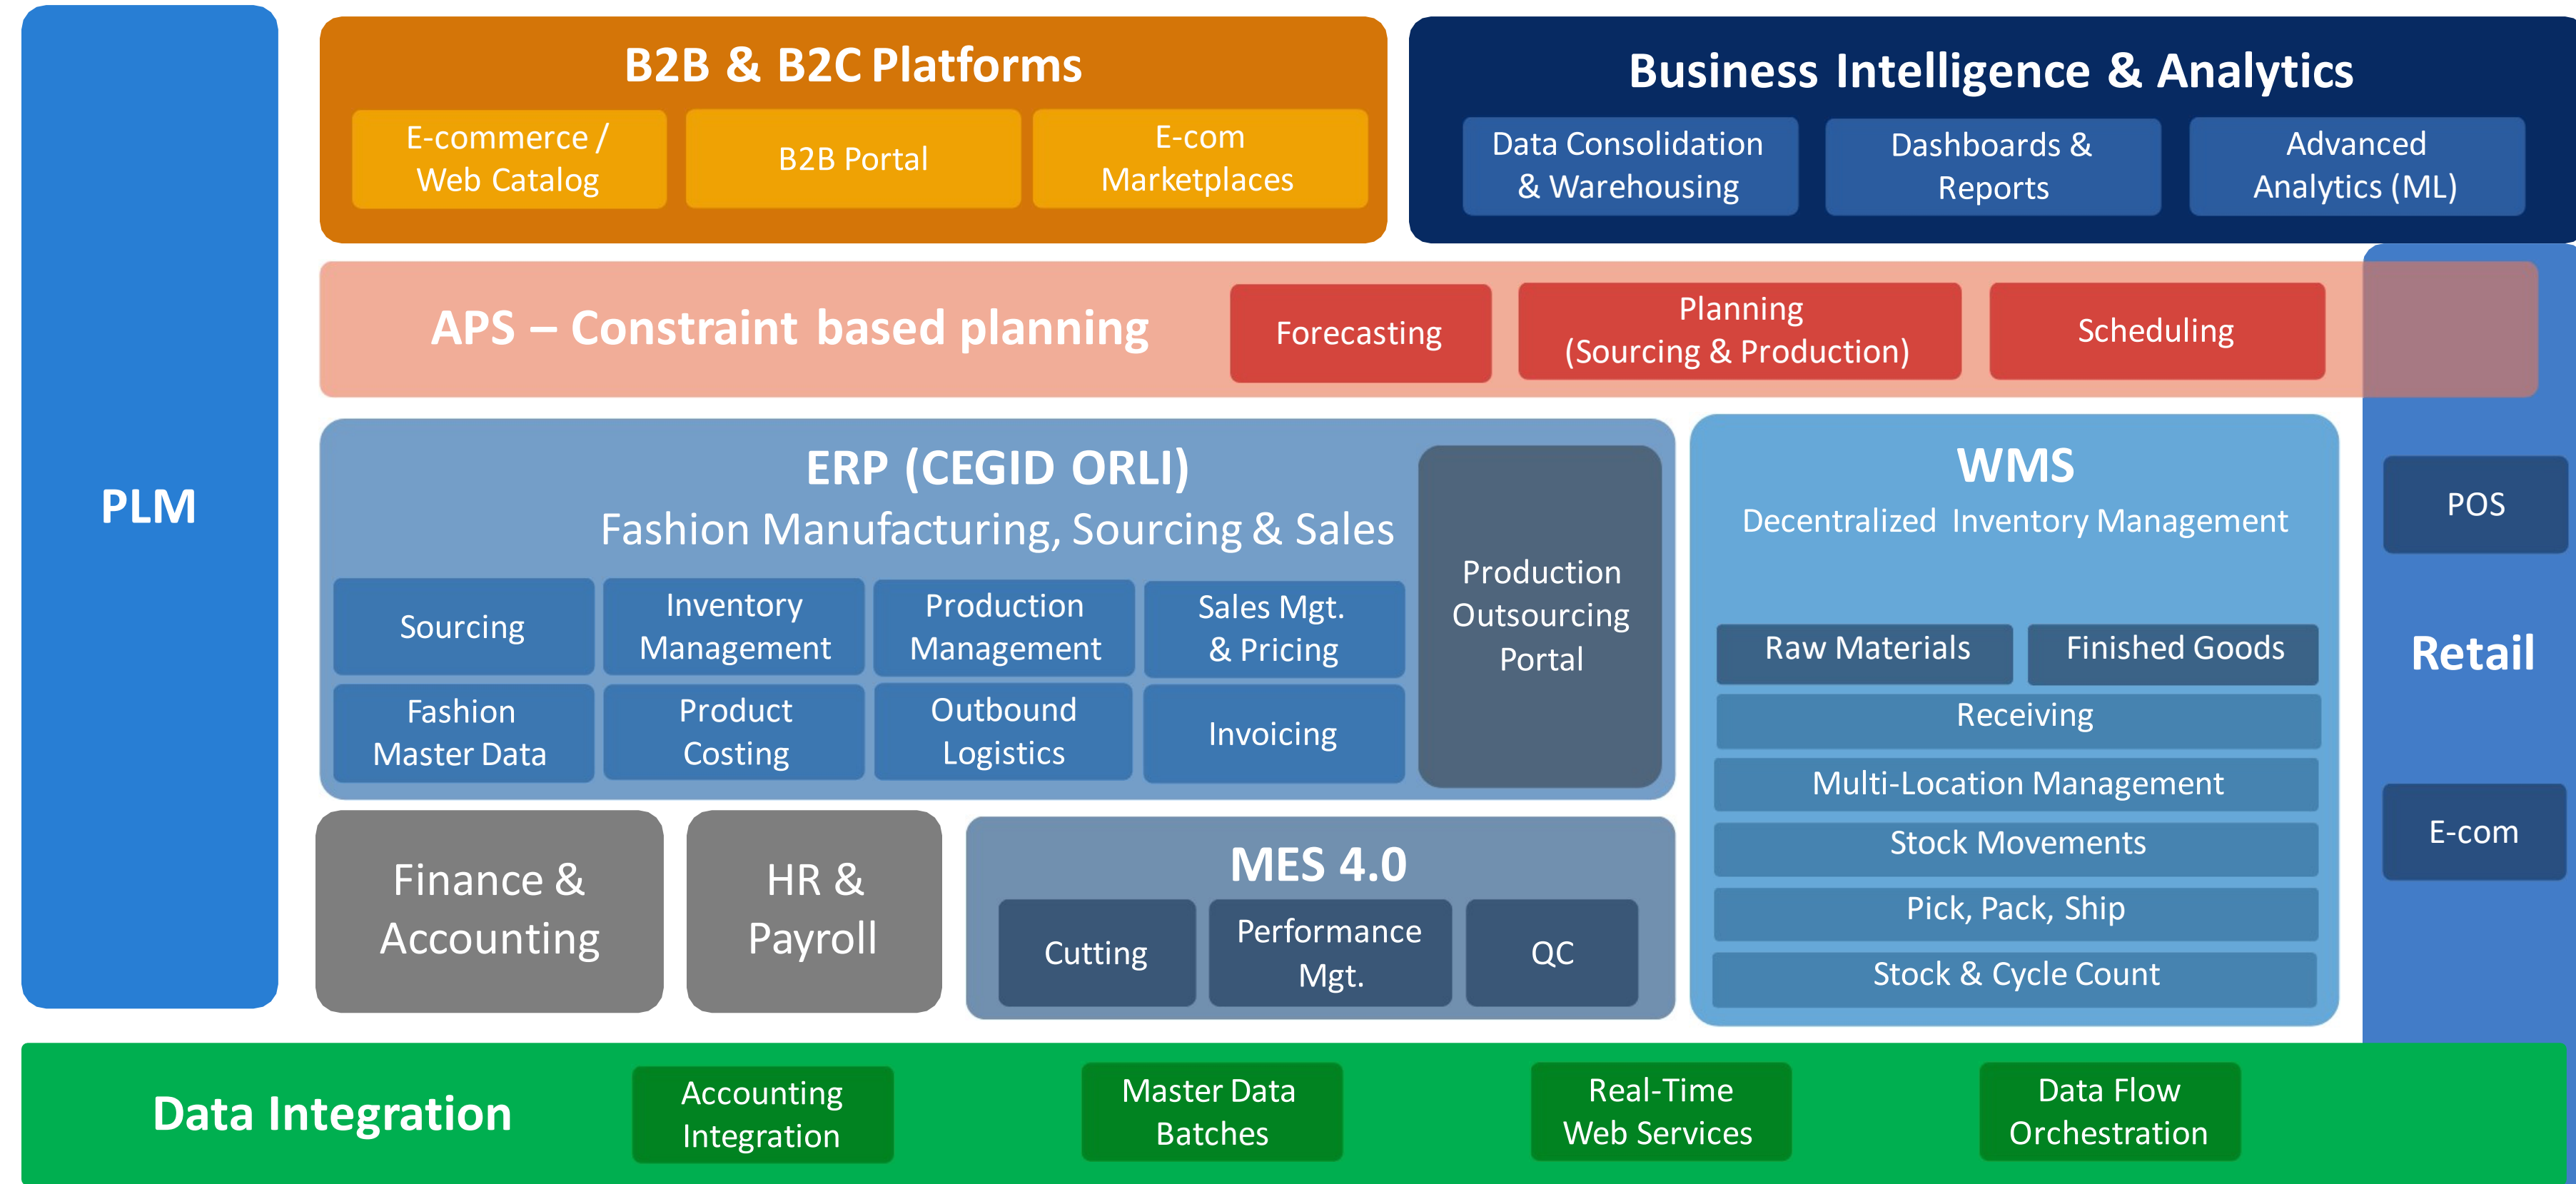 PLM
B2B & B2C Platforms
E-commerce /
Web Catalog
B2B Portal
E-com
Marketplaces
Business Intelligence & Analytics
Data Consolidation
& Warehousing
Dashboards &
Reports
Advanced
Analytics (ML)
APS – Constraint based planning
Forecasting
Planning
(Sourcing & Production)
Scheduling
ERP (CEGID ORLI)
Fashion Manufacturing, Sourcing & Sales
Sourcing
Inventory
Management
Production
Management
Sales Mgt.
& Pricing
Fashion
Master Data
Product
Costing
Outbound
Logistics
Invoicing
Production
Outsourcing
Portal
WMS
Decentralized Inventory Management
Raw Materials
Finished Goods
Receiving
Multi-Location Management
Stock Movements
Pick, Pack, Ship
Stock & Cycle Count
POS
Retail
E-com
Finance &
Accounting
HR &
Payroll
MES 4.0
Cutting
Performance
Mgt.
QC
Data Integration
Accounting
Integration
Master Data
Batches
Real-Time
Web Services
Data Flow
Orchestration